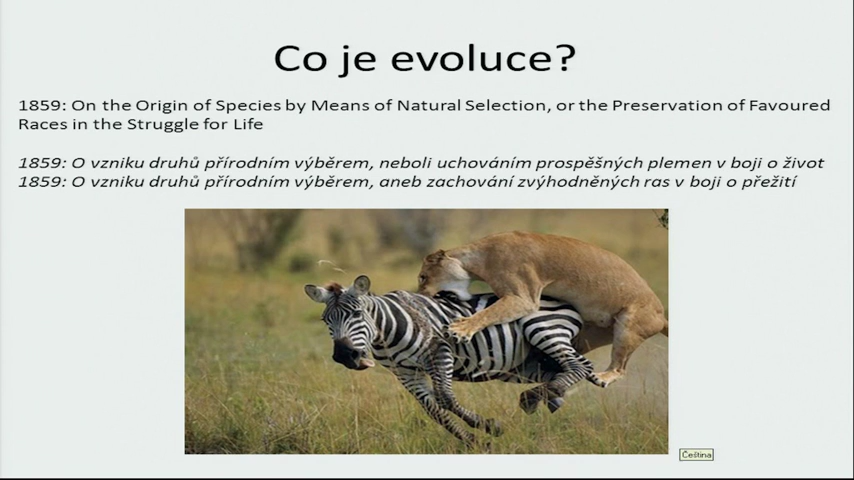 Co je evoluce?
1859: On the Origin of Species by Means of Natural Selection, or the Preservation of Favoured
Races in the Struggle for Life
1859: O vzniku druhů přírodním výběrem, neboli uchováním prospěšných plemen v boji o život
1859: O vzniku druhů přírodním výběrem, aneb zachování zvýhodněných ras v boji o přežití
Čeština